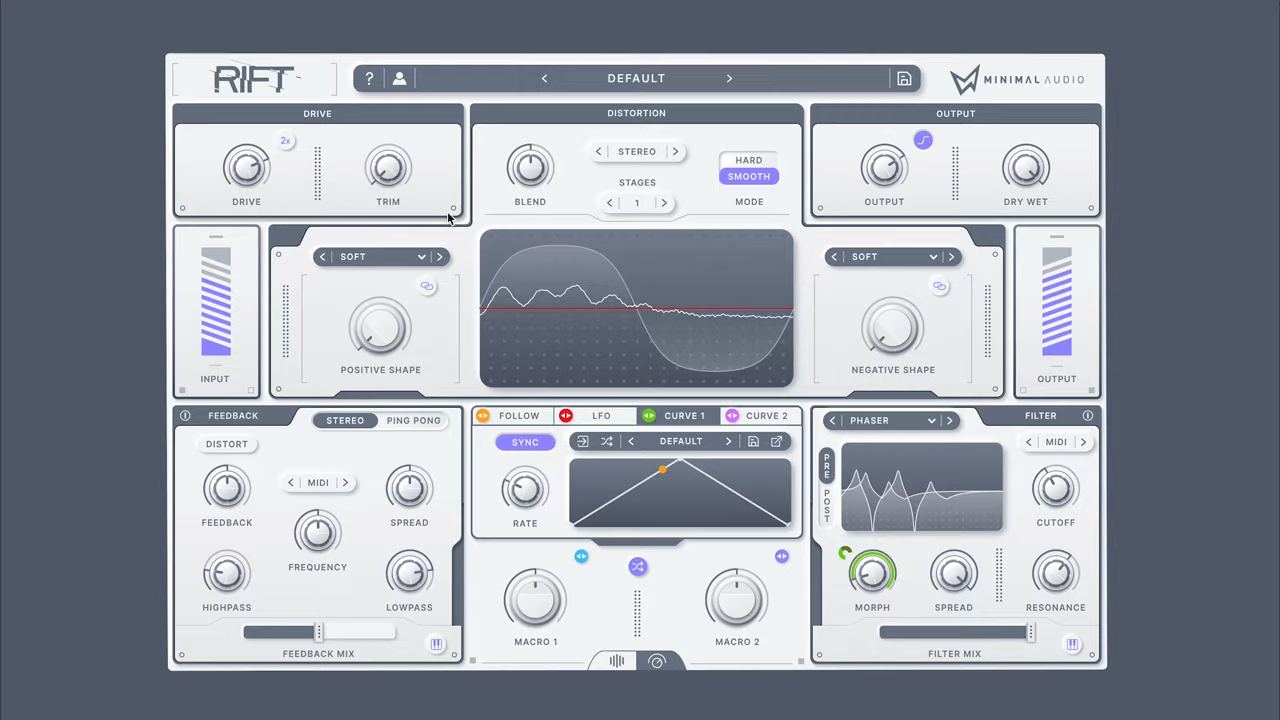 RIFT
?
DEFAULT
MINIMAL AUDIO
DRIVE
2x
DRIVE
TRIM
DISTORTION
BLEND
STEREO
STAGES
1
HARD
SMOOTH
MODE
OUTPUT
OUTPUT
DRY WET
INPUT
SOFT
POSITIVE SHAPE
SOFT
NEGATIVE SHAPE
OUTPUT
FEEDBACK
STEREO
PING PONG
DISTORT
FEEDBACK
MIDI
SPREAD
FREQUENCY
HIGHPASS
LOWPASS
FEEDBACK MIX
FOLLOW
LFO
CURVE 1
CURVE 2
SYNC
DEFAULT
RATE
MACRO 1
MACRO 2
PHASER
FILTER
PRE
POST
MIDI
CUTOFF
MORPH
SPREAD
RESONANCE
FILTER MIX